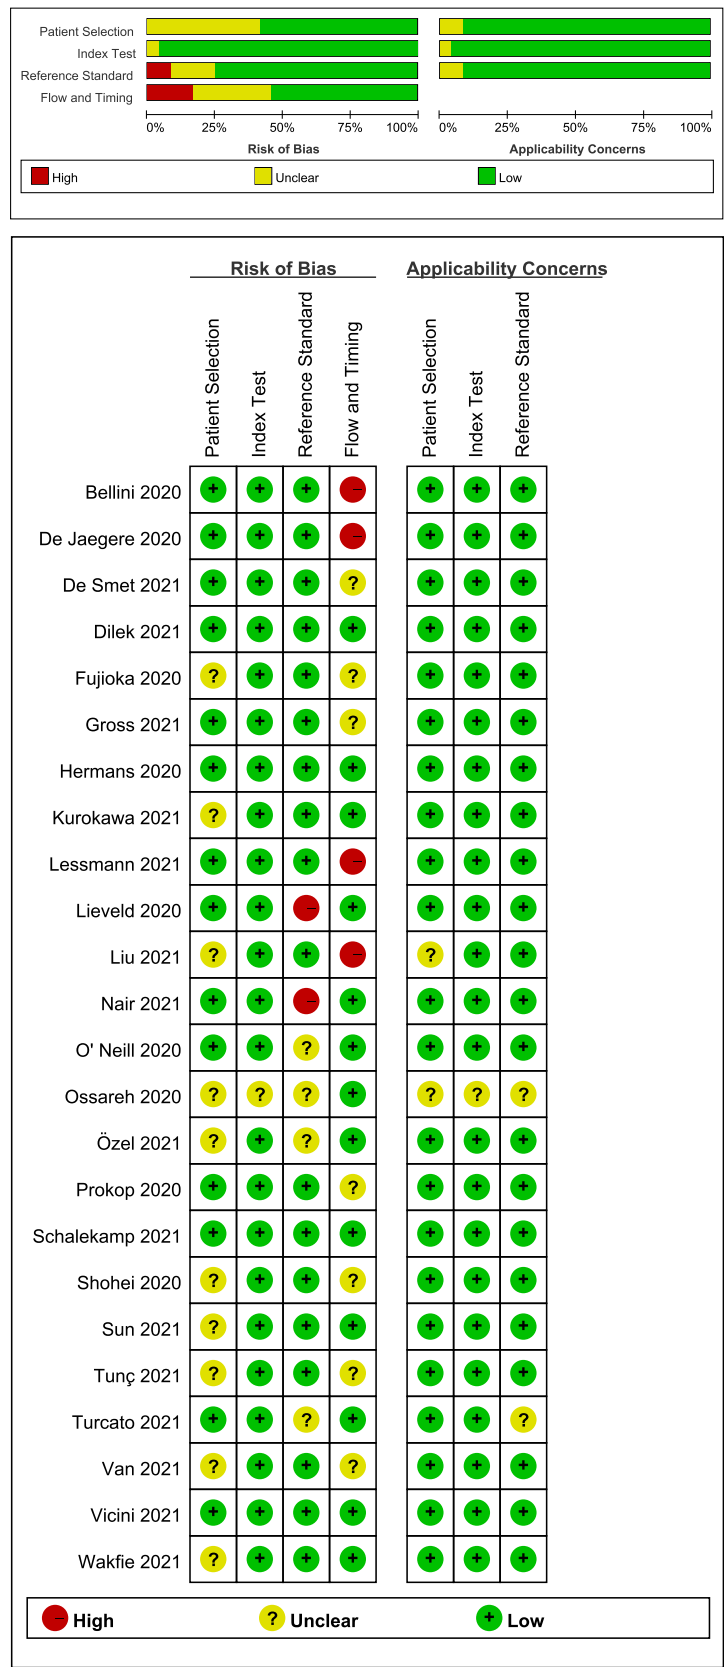 Patient Selection
Index Test
Reference Standard
Flow and Timing
0% 25% 50% 75% 100% 0% 25% 50% 75% 100%
Risk of Bias Applicability Concerns
High Unclear Low
Risk of Bias Applicability Concerns
Patient Selection Index Test Reference Standard Flow and Timing Patient Selection Index Test Reference Standard
Bellini 2020 + + + - + + +
De Jaegere 2020 + + + - + + +
De Smet 2021 + + + ? + + +
Dilek 2021 + + + + + + +
Fujioka 2020 ? + + ? + + +
Gross 2021 + + + ? + + +
Hermans 2020 + + + + + + +
Kurokawa 2021 ? + + + + + +
Lessmann 2021 + + + - + + +
Lieveld 2020 + + - + + + +
Liu 2021 ? + + - ? + +
Nair 2021 + + - + + + +
O' Neill 2020 + + ? + + + +
Ossareh 2020 ? ? ? + ? ? ?
Özel 2021 ? + ? + + + +
Prokop 2020 + + + ? + + +
Schalekamp 2021 + + + + + + +
Shohei 2020 ? + + ? + + +
Sun 2021 ? + + + + + +
Tunç 2021 ? + + ? + + +
Turcato 2021 + + ? + + + ?
Van 2021 ? + + ? + + +
Vicini 2021 + + + + + + +
Wakfie 2021 ? + + + + + +
- High ? Unclear + Low